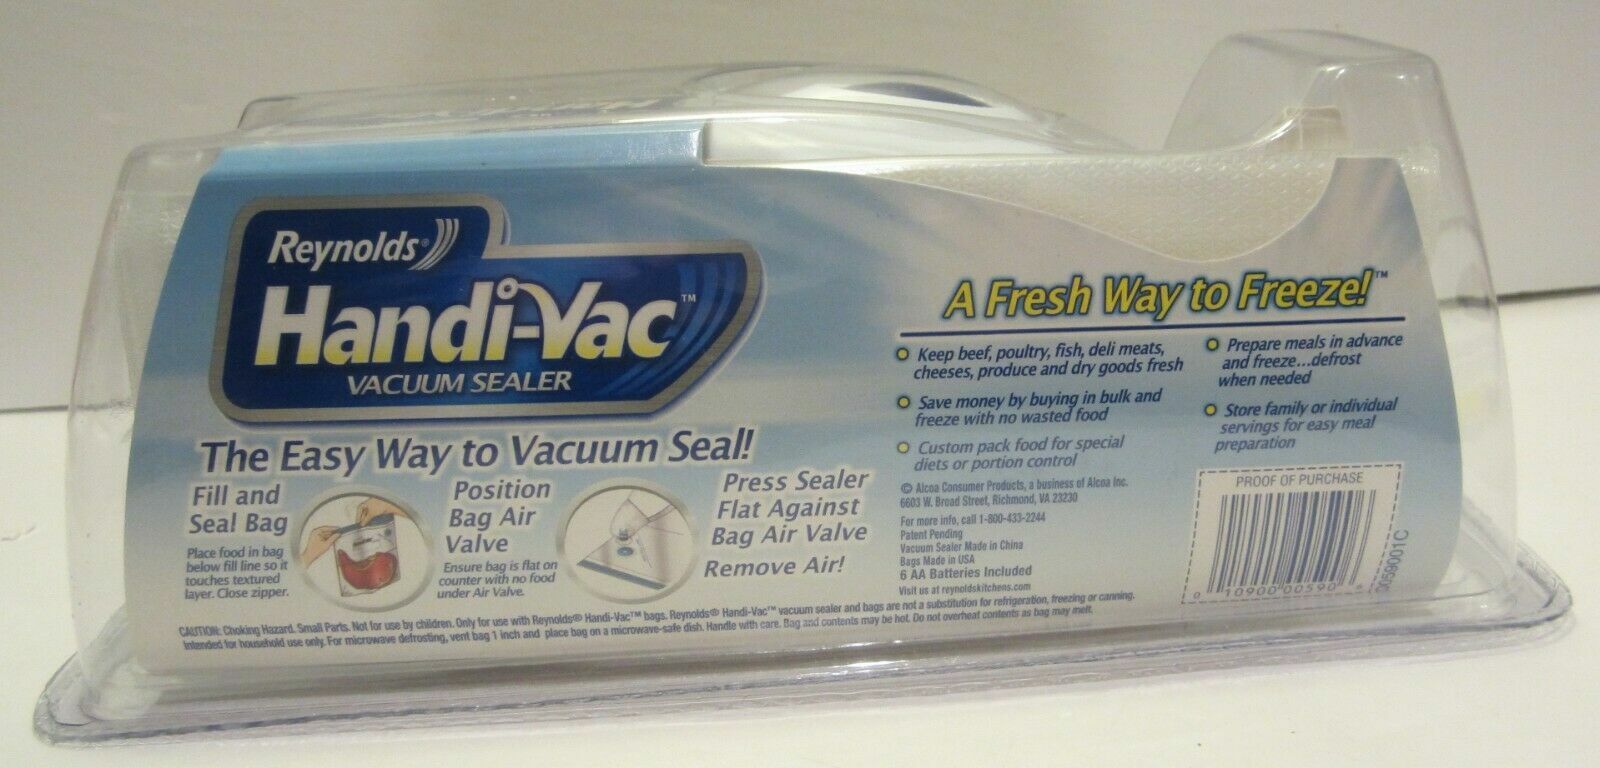 Reynolds®
Handi-Vac™
VACUUM SEALER
The Easy Way to Vacuum Seal!
Fill and
Seal Bag
Place food in bag
below fill line so it
touches textured
layer. Close zipper.
Position
Bag Air
Valve
Ensure bag is flat on
counter with no food
under Air Valve.
Press Sealer
Flat Against
Bag Air Valve
Remove Air!
A Fresh Way to Freeze!™
Keep beef, poultry, fish, deli meats,
cheeses, produce and dry goods fresh
Save money by buying in bulk and
freeze with no wasted food
Custom pack food for special
diets or portion control
Prepare meals in advance
and freeze...defrost
when needed
Store family or individual
servings for easy meal
preparation
© Alcoa Consumer Products, a business of Alcoa Inc.
6603 W. Broad Street, Richmond, VA 23230
For more info, call 1-800-433-2244
Patent Pending
Vacuum Sealer Made in China
Bags Made in USA
6 AA Batteries Included
Visit us at reynoldskitchens.com
PROOF OF PURCHASE
0 10900 00590 6
00059001C
CAUTION: Choking Hazard. Small Parts. Not for use by children. Only for use with Reynolds® Handi-Vac™ bags. Reynolds® Handi-Vac™ vacuum sealer and bags are not a substitution for refrigeration, freezing or canning.
Intended for household use only. For microwave defrosting, vent bag 1 inch and place bag on a microwave-safe dish. Handle with care. Bag and contents may be hot. Do not overheat contents as bag may melt.